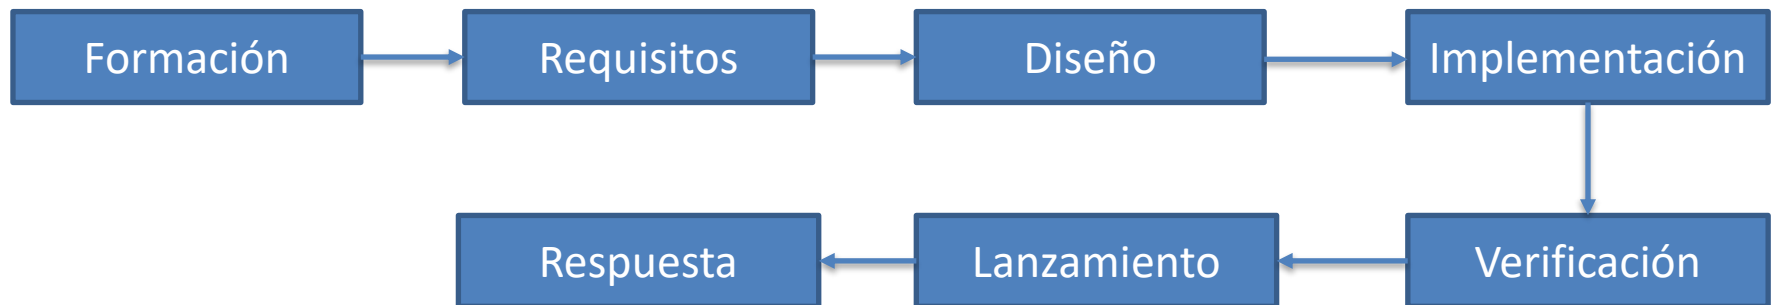 Formación
Requisitos
Diseño
Implementación
Verificación
Lanzamiento
Respuesta